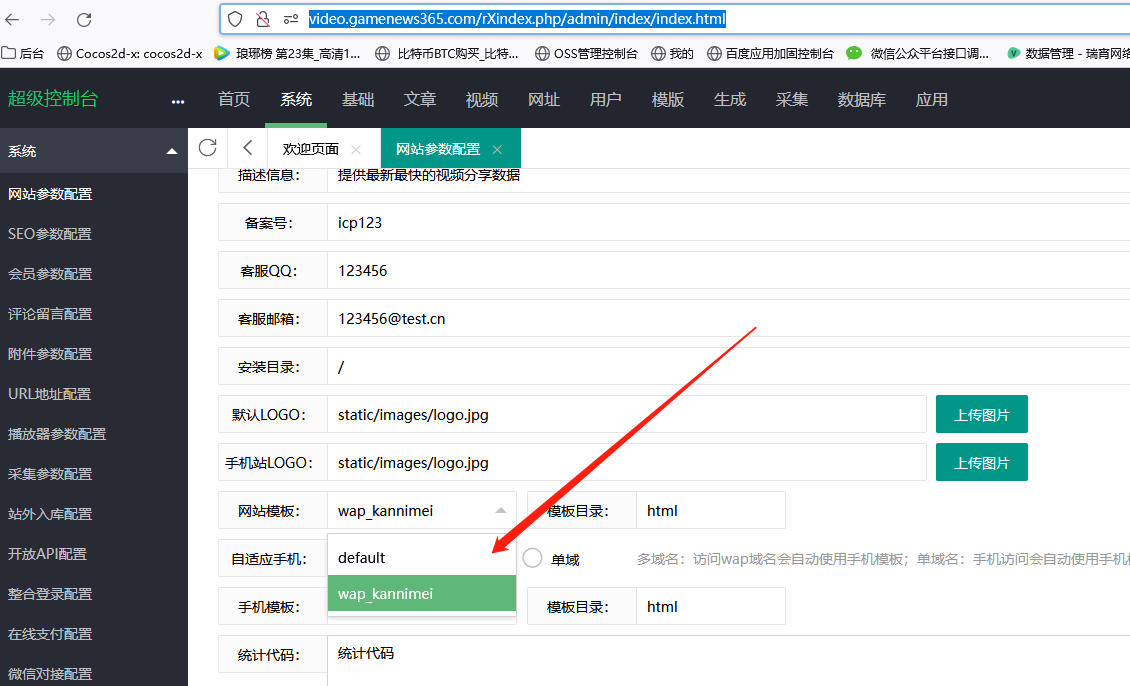 video.gamenews365.com/rXindex.php/admin/index/index.html
后台 Cocos2d-x: cocos2d-x 琅琊榜 第23集_高清1... 比特币BTC购买_比特... OSS管理控制台 我的 百度应用加固控制台 微信公众平台接口调... 数据管理 - 瑞宵网络
超级控制台 ... 首页 系统 基础 文章 视频 网址 用户 模版 生成 采集 数据库 应用
系统
欢迎页面 网站参数配置
网站参数配置
SEO参数配置
会员参数配置
评论留言配置
附件参数配置
URL地址配置
播放器参数配置
采集参数配置
站外入库配置
开放API配置
整合登录配置
在线支付配置
微信对接配置
描述信息: 提供最新最快的视频分享数据
备案号: icp123
客服QQ: 123456
客服邮箱: 123456@test.cn
安装目录: /
默认LOGO: static/images/logo.jpg 上传图片
手机站LOGO: static/images/logo.jpg 上传图片
网站模板: wap_kannimei 模板目录: html
自适应手机: default 单域 多域名：访问wap域名会自动使用手机模板；单域名：手机访问会自动使用手机
wap_kannimei
手机模板: 模板目录: html
统计代码: 统计代码